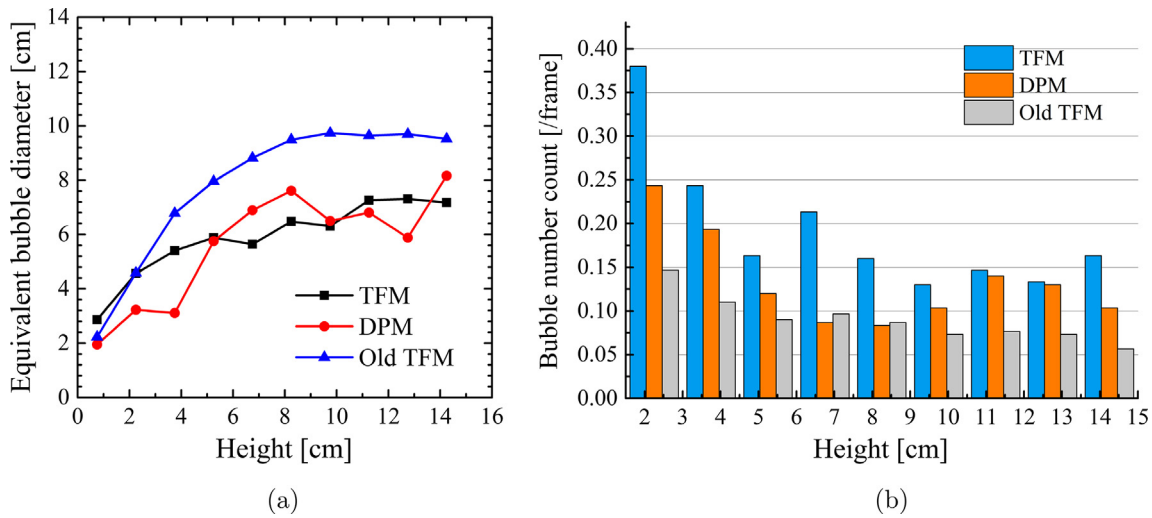 14
12
10
8
6
4
2
0
Equivalent bubble diameter [cm]
TFM
DPM
Old TFM
0 2 4 6 8 10 12 14 16
Height [cm]
(a)
0.40
0.35
0.30
0.25
0.20
0.15
0.10
0.05
0.00
Bubble number count [/frame]
TFM
DPM
Old TFM
2 3 4 5 6 7 8 9 10 11 12 13 14 15
Height [cm]
(b)